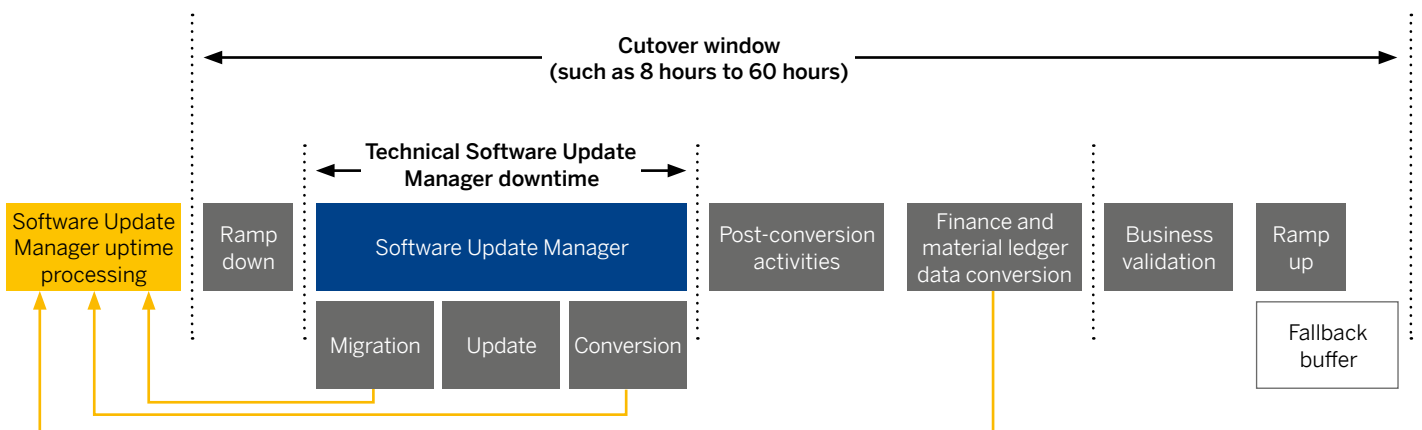 Cutover window
(such as 8 hours to 60 hours)
Technical Software Update
Manager downtime
Software Update
Manager uptime
processing
Ramp
down
Software Update Manager
Post-conversion
activities
Finance and
material ledger
data conversion
Business
validation
Ramp
up
Migration
Update
Conversion
Fallback
buffer